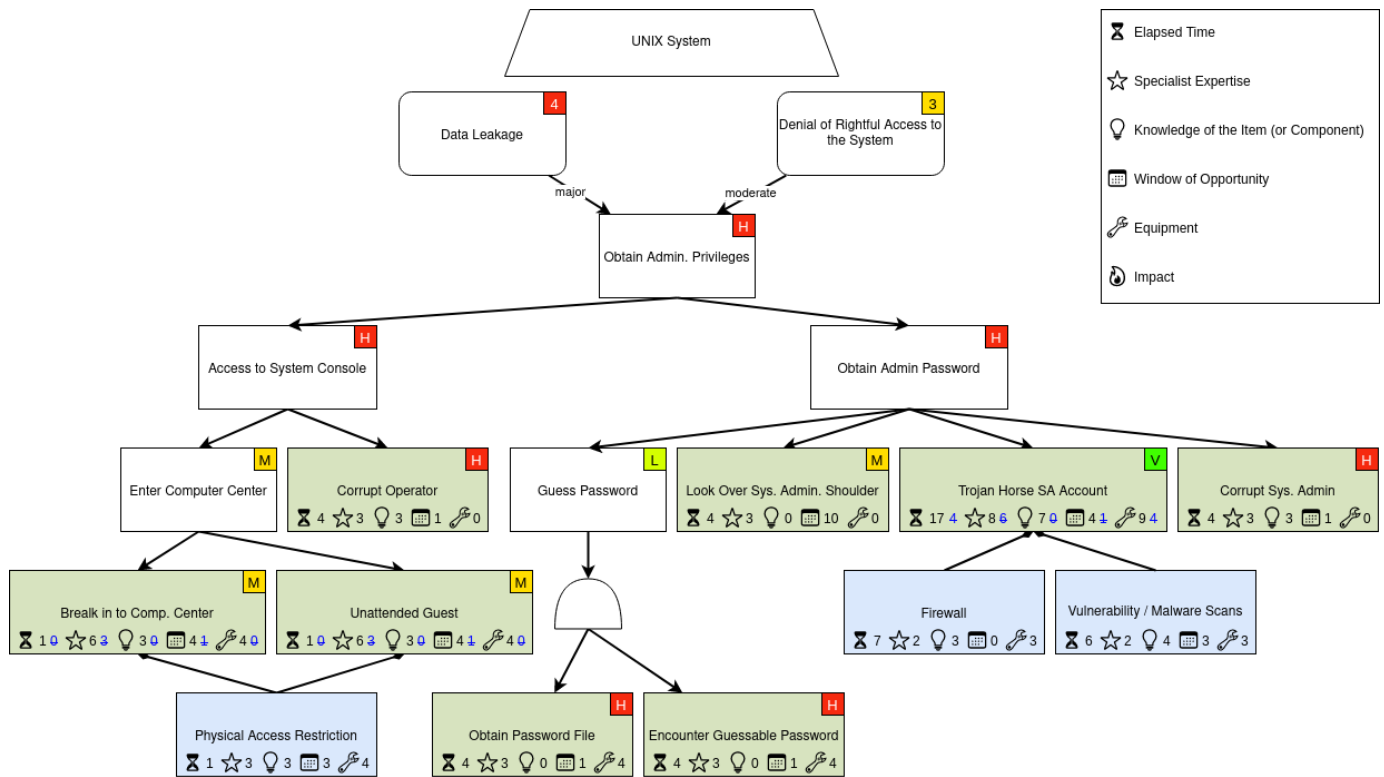 UNIX System
Elapsed Time
Specialist Expertise
Knowledge of the Item (or Component)
Window of Opportunity
Equipment
Impact
4
Data Leakage
3
Denial of Rightful Access to
the System
major
moderate
H
Obtain Admin. Privileges
H
Access to System Console
H
Obtain Admin Password
M
Enter Computer Center
H
Corrupt Operator
4 3 3 1 0
L
Guess Password
M
Look Over Sys. Admin. Shoulder
4 3 0 10 0
V
Trojan Horse SA Account
17 4 8 6 7 0 4 1 9 4
H
Corrupt Sys. Admin
4 3 3 1 0
M
Brealk in to Comp. Center
1 0 6 3 3 0 4 1 4 0
M
Unattended Guest
1 0 6 3 3 0 4 1 4 0
Firewall
7 2 3 0 3
Vulnerability / Malware Scans
6 2 4 3 3
Physical Access Restriction
1 3 3 3 4
H
Obtain Password File
4 3 0 1 4
H
Encounter Guessable Password
4 3 0 1 4